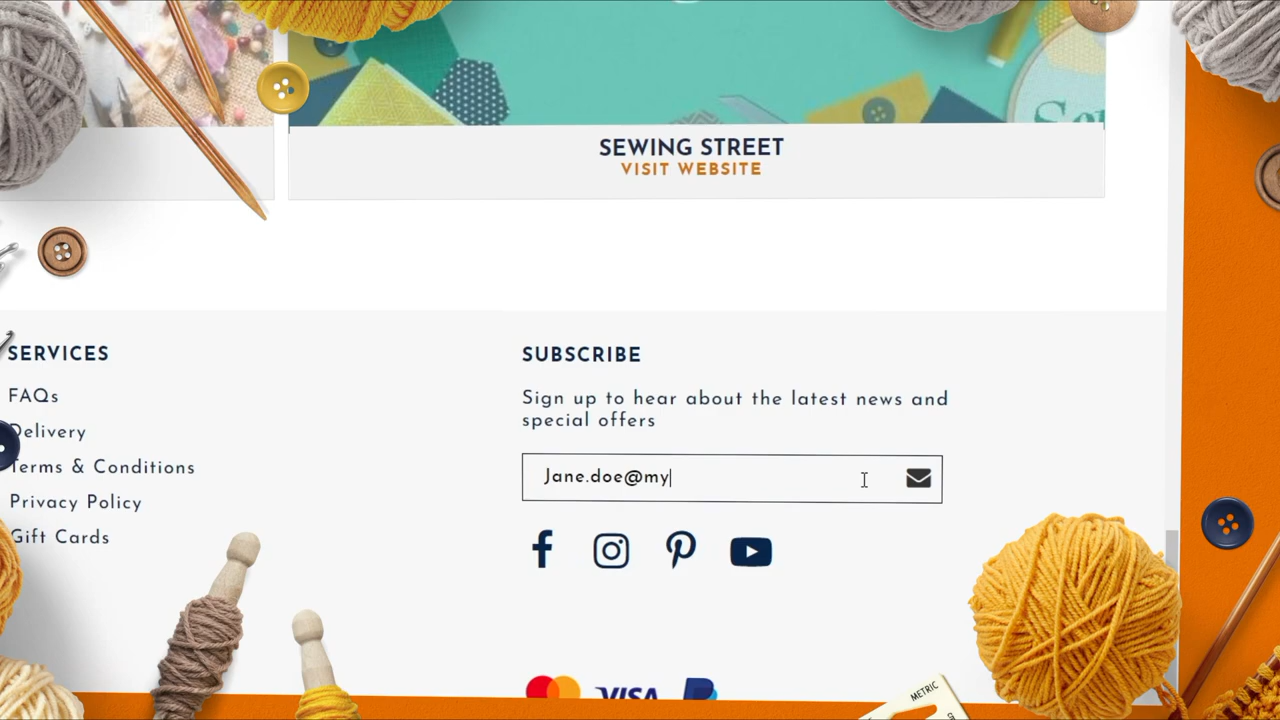 SEWING STREET
VISIT WEBSITE
SERVICES
FAQs
Delivery
Terms & Conditions
Privacy Policy
Gift Cards
SUBSCRIBE
Sign up to hear about the latest news and
special offers
Jane.doe@my
VISA
METRIC